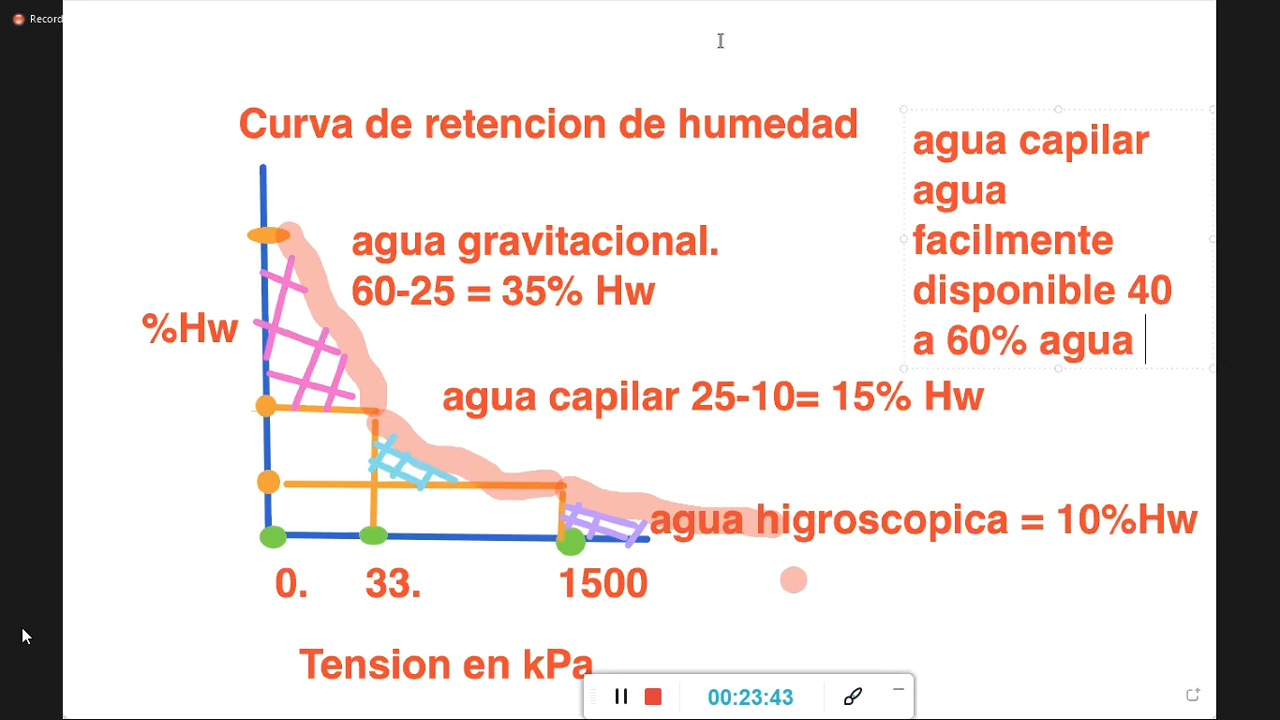 Record
Curva de retencion de humedad
agua capilar
agua
facilmente
disponible 40
a 60% agua
agua gravitacional.
60-25 = 35% Hw
%Hw
agua capilar 25-10= 15% Hw
agua higroscopica = 10%Hw
0. 33. 1500
Tension en kPa
00:23:43